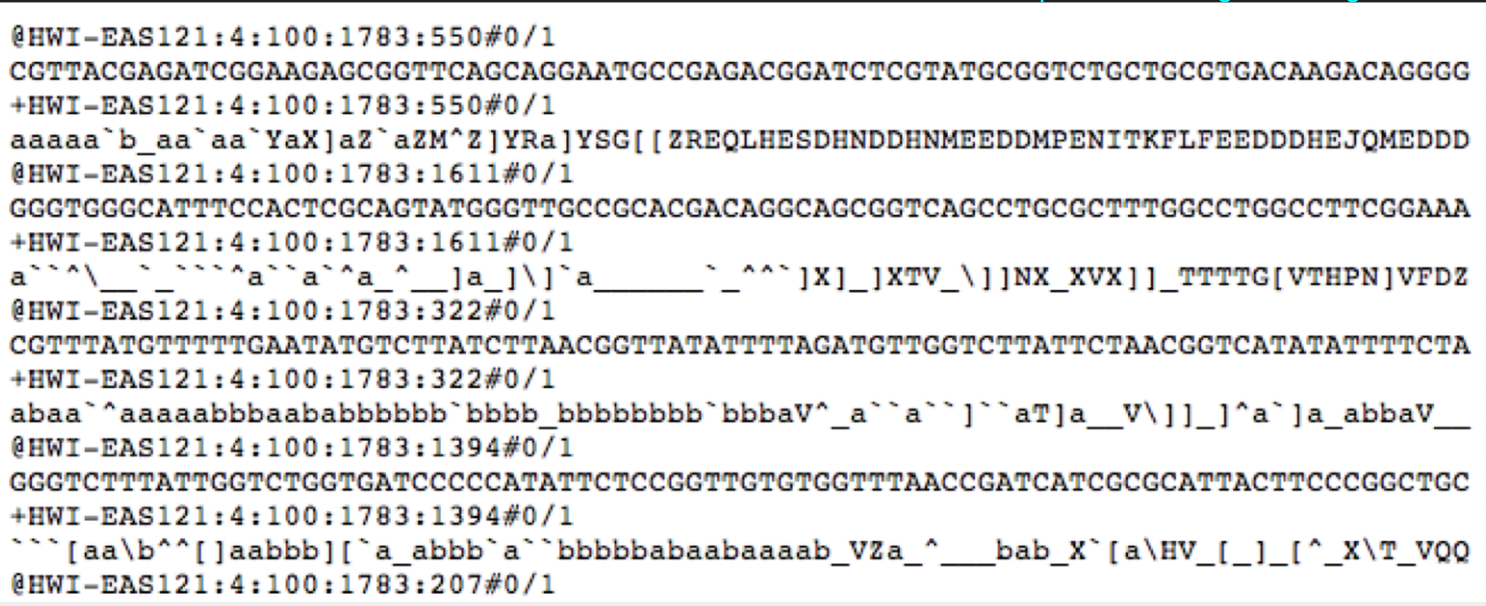 @HWI-EAS121:4:100:1783:550#0/1
CGTTACGAGATCGGAAGAGCGGTTCAGCAGGAATGCCGAGACGGATCTCGTATGCGGTCTGCTGCGTGACAAGACAGGGG
+HWI-EAS121:4:100:1783:550#0/1
aaaaa`b_aa`aa`YaX]aZ`aZM^Z]YRa]YSG[[ZREQLHESDHNDDHNMEEDDMPENITKFLFEEDDDHEJQMEDDD
@HWI-EAS121:4:100:1783:1611#0/1
GGGTGGGCATTTCCACTCGCAGTATGGGTTGCCGCACGACAGGCAGCGGTCAGCCTGCGCTTTGGCCTGGCCTTCGGAAA
+HWI-EAS121:4:100:1783:1611#0/1
a``^\__`_```^a``a`^a_^__]a_]\]`a______`_^^`]X]_]XTV_\]]NX_XVX]]_TTTTG[VTHPN]VFDZ
@HWI-EAS121:4:100:1783:322#0/1
CGTTTATGTTTTTGAATATGTCTTATCTTAACGGTTATATTTTAGATGTTGGTCTTATTCTAACGGTCATATATTTTCTA
+HWI-EAS121:4:100:1783:322#0/1
abaa`^aaaaabbbaababbbbbb`bbbb_bbbbbbbb`bbbaV^_a``a``]``aT]a__V\]]_]^a`]a_abbaV__
@HWI-EAS121:4:100:1783:1394#0/1
GGGTCTTTATTGGTCTGGTGATCCCCCATATTCTCCGGTTGTGTGGTTTAACCGATCATCGCGCATTACTTCCCGGCTGC
+HWI-EAS121:4:100:1783:1394#0/1
```[aa\b^^[]aabbb][`a_abbb`a``bbbbbabaabaaaab_VZa_^___bab_X`[a\HV_[_]_[^_X\T_VQQ
@HWI-EAS121:4:100:1783:207#0/1